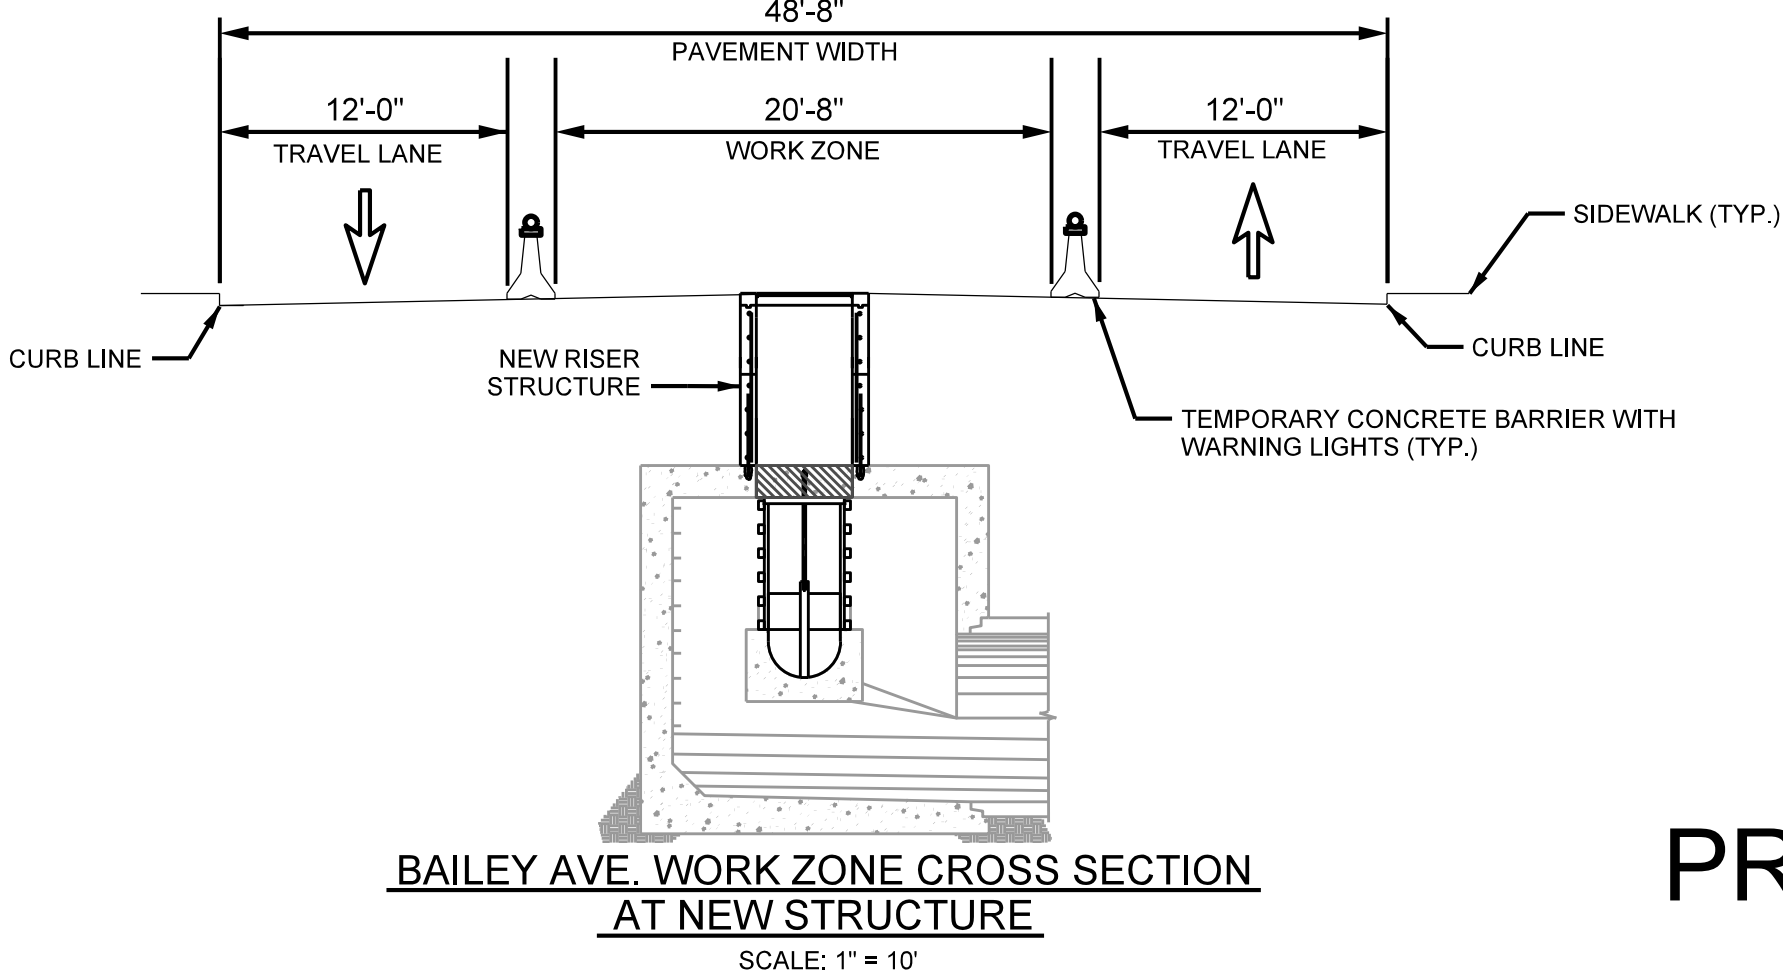 48'-8"
PAVEMENT WIDTH
12'-0"
20'-8"
12'-0"
TRAVEL LANE
WORK ZONE
TRAVEL LANE
SIDEWALK (TYP.)
CURB LINE
NEW RISER
STRUCTURE
CURB LINE
TEMPORARY CONCRETE BARRIER WITH
WARNING LIGHTS (TYP.)
BAILEY AVE. WORK ZONE CROSS SECTION
AT NEW STRUCTURE
SCALE: 1" = 10'